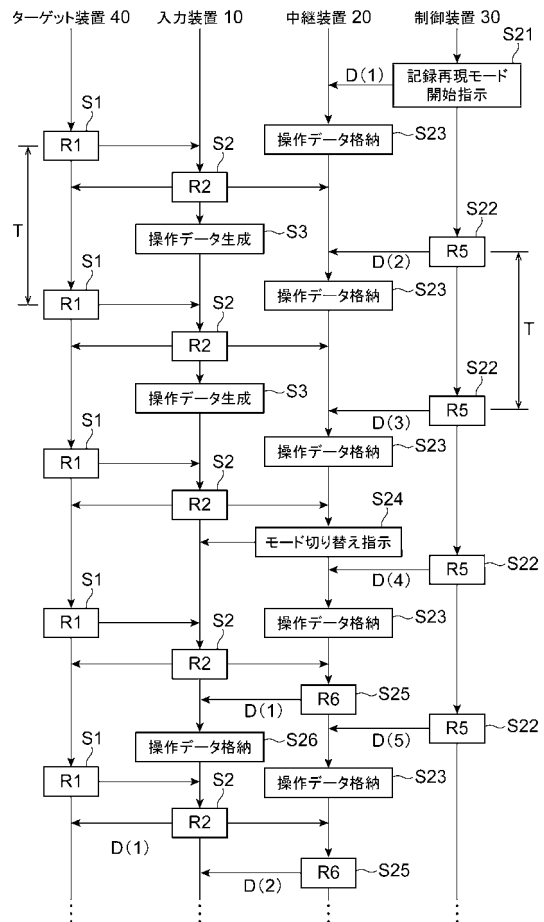 ターゲット装置 40 入力装置 10 中継装置 20 制御装置 30
S21
D(1) 記録再現モード
開始指示
S1
R1
操作データ格納 S23
S2
R2
T
S22
R5
操作データ生成 S3
D(2)
S1
R1
操作データ格納 S23
S2
R2
T
S22
R5
操作データ生成 S3
D(3)
S1
R1
操作データ格納 S23
S2
R2
S24
モード切り替え指示
R5 S22
D(4)
S1
R1
操作データ格納 S23
S2
R2
R6 S25
D(1)
R5 S22
D(5)
操作データ格納 S26
S1
R1
操作データ格納 S23
S2
R2
D(1)
R6 S25
D(2)